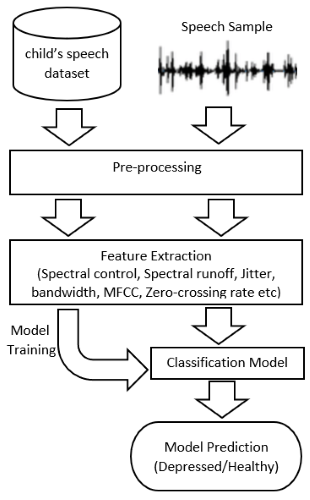 child's speech
dataset
Speech Sample
Pre-processing
Feature Extraction
(Spectral control, Spectral runoff, Jitter,
bandwidth, MFCC, Zero-crossing rate etc)
Model
Training
Classification Model
Model Prediction
(Depressed/Healthy)